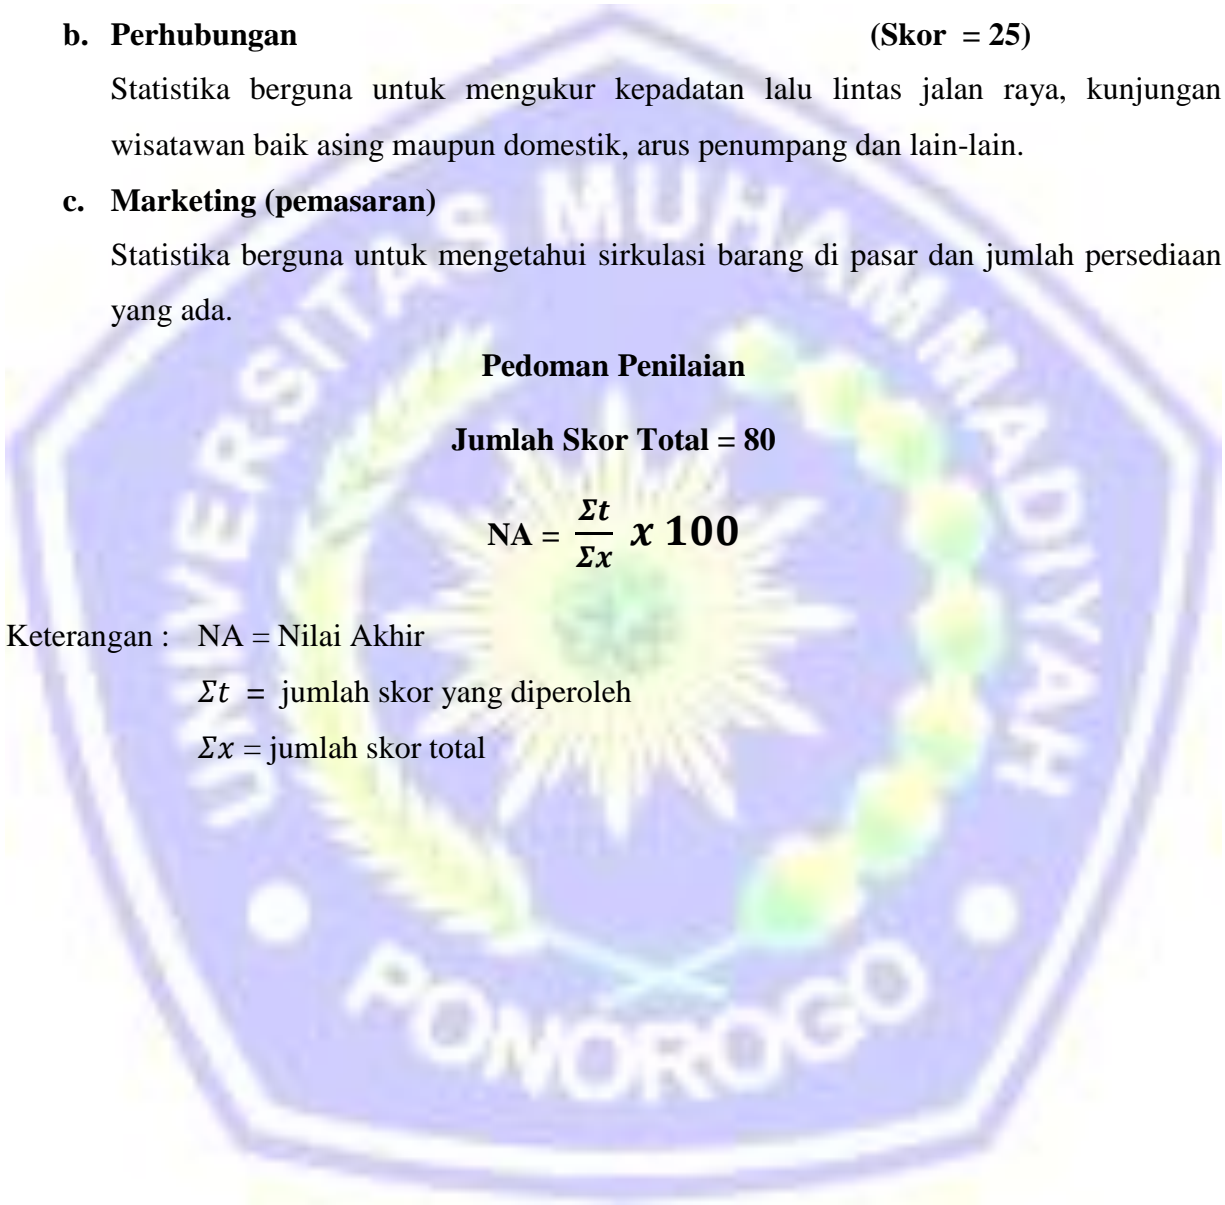 b. Perhubungan (Skor = 25)
Statistika berguna untuk mengukur kepadatan lalu lintas jalan raya, kunjungan
wisatawan baik asing maupun domestik, arus penumpang dan lain-lain.
c. Marketing (pemasaran)
Statistika berguna untuk mengetahui sirkulasi barang di pasar dan jumlah persediaan
yang ada.
Pedoman Penilaian
Jumlah Skor Total = 80
NA = Σt/Σx x 100
Keterangan : NA = Nilai Akhir
Σt = jumlah skor yang diperoleh
Σx = jumlah skor total
UNIVERSITAS MUHAMMADIYAH
PONOROGO